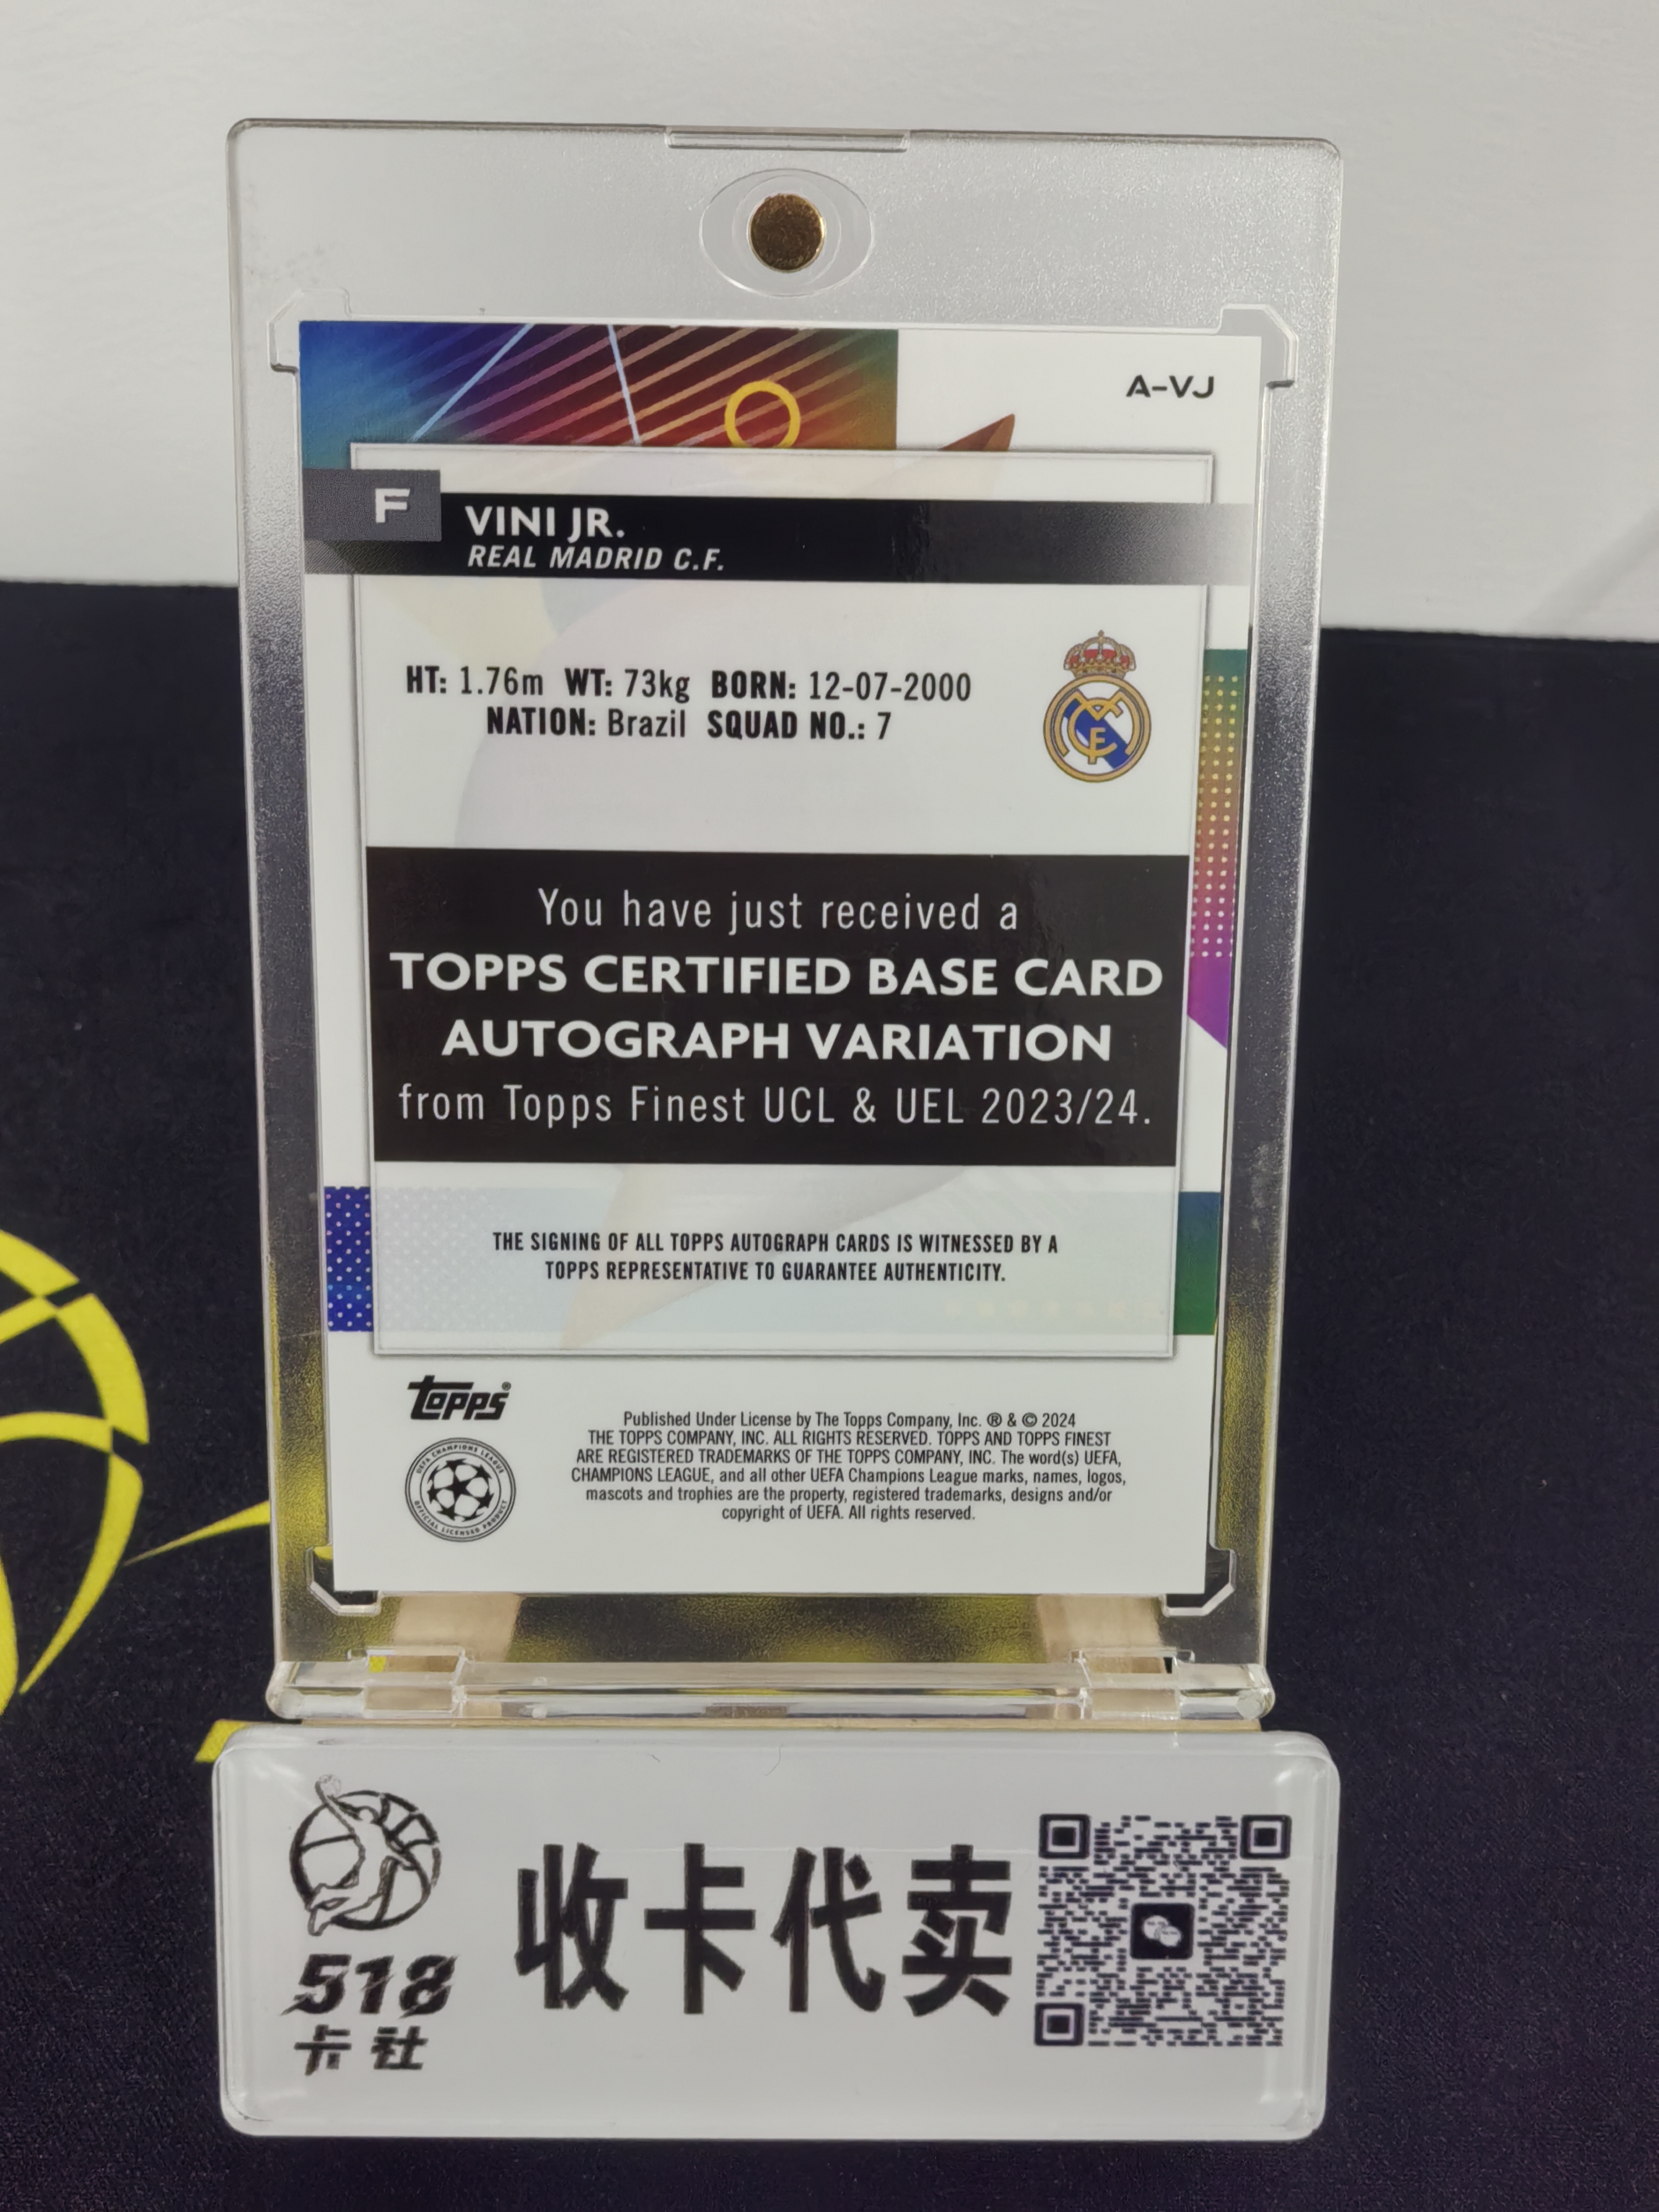 A-VJ
F
VINI JR.
REAL MADRID C.F.
HT: 1.76m WT: 73kg BORN: 12-07-2000
NATION: Brazil SQUAD NO.: 7
You have just received a
TOPPS CERTIFIED BASE CARD
AUTOGRAPH VARIATION
from Topps Finest UCL & UEL 2023/24.
THE SIGNING OF ALL TOPPS AUTOGRAPH CARDS IS WITNESSED BY A
TOPPS REPRESENTATIVE TO GUARANTEE AUTHENTICITY.
topps®
UEFA CHAMPIONS LEAGUE
OFFICIAL LICENSED PRODUCT
Published Under License by The Topps Company, Inc. ® & © 2024
THE TOPPS COMPANY, INC. ALL RIGHTS RESERVED. TOPPS AND TOPPS FINEST
ARE REGISTERED TRADEMARKS OF THE TOPPS COMPANY, INC. The word(s) UEFA,
CHAMPIONS LEAGUE, and all other UEFA Champions League marks, names, logos,
mascots and trophies are the property, registered trademarks, designs and/or
copyright of UEFA. All rights reserved.
518
卡社
收卡代卖